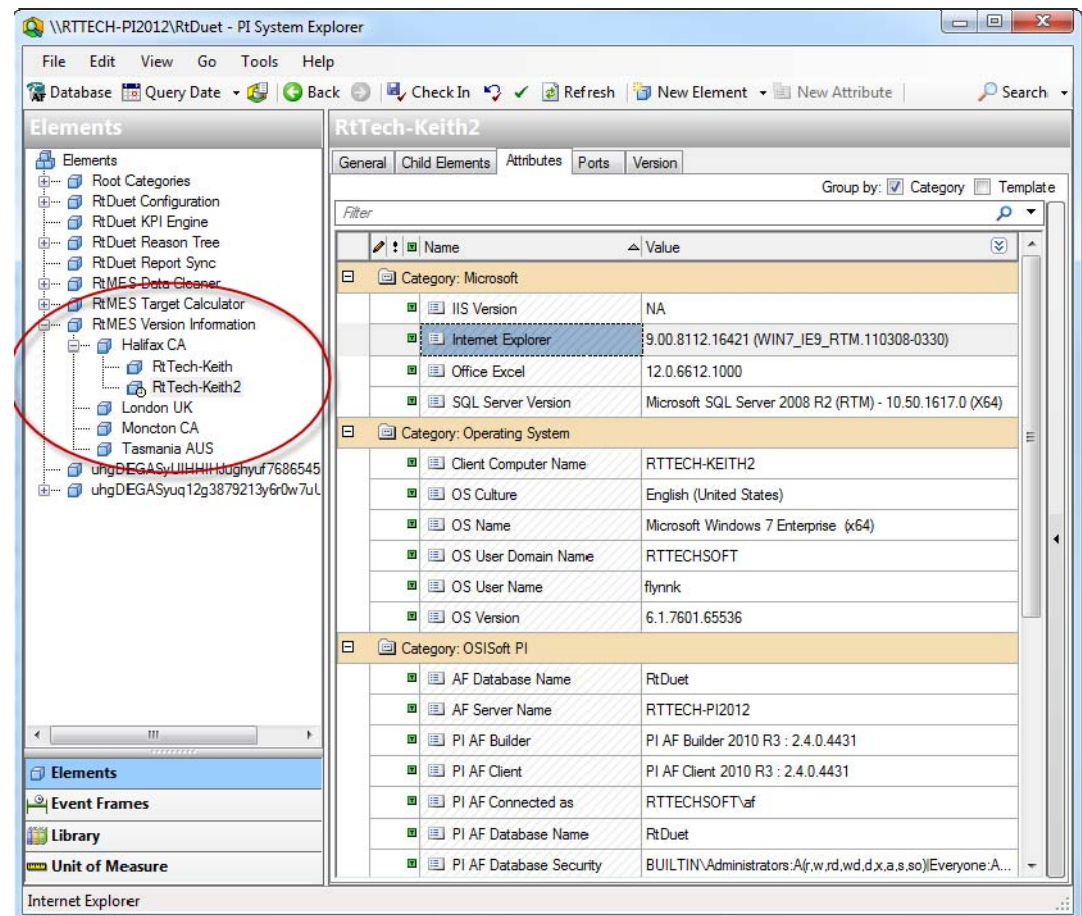 \\RTTECH-PI2012\RtDuet - PI System Explorer
File Edit View Go Tools Help
Database Query Date Back Check In Refresh New Element New Attribute Search
Elements
Elements
Root Categories
RtDuet Configuration
RtDuet KPI Engine
RtDuet Reason Tree
RtDuet Report Sync
RtMES Data Cleaner
RtMES Target Calculator
RtMES Version Information
Halifax CA
RtTech-Keith
RtTech-Keith2
London UK
Moncton CA
Tasmania AUS
Elements
Event Frames
Library
Unit of Measure
RtTech-Keith2
General Child Elements Attributes Ports Version
Group by: Category Template
Filter
Name Value
Category: Microsoft
IIS Version NA
Internet Explorer 9.00.8112.16421 (WIN7_IE9_RTM.110308-0330)
Office Excel 12.0.6612.1000
SQL Server Version Microsoft SQL Server 2008 R2 (RTM) - 10.50.1617.0 (X64)
Category: Operating System
Client Computer Name RTTECH-KEITH2
OS Culture English (United States)
OS Name Microsoft Windows 7 Enterprise (x64)
OS User Domain Name RTTECHSOFT
OS User Name flynnk
OS Version 6.1.7601.65536
Category: OSISoft PI
AF Database Name RtDuet
AF Server Name RTTECH-PI2012
PI AF Builder PI AF Builder 2010 R3 : 2.4.0.4431
PI AF Client PI AF Client 2010 R3 : 2.4.0.4431
PI AF Connected as RTTECHSOFT\af
PI AF Database Name RtDuet
PI AF Database Security BUILTIN\Administrators:A(r,w,rd,wd,d,x,a,s,so)|Everyone:A...
Internet Explorer